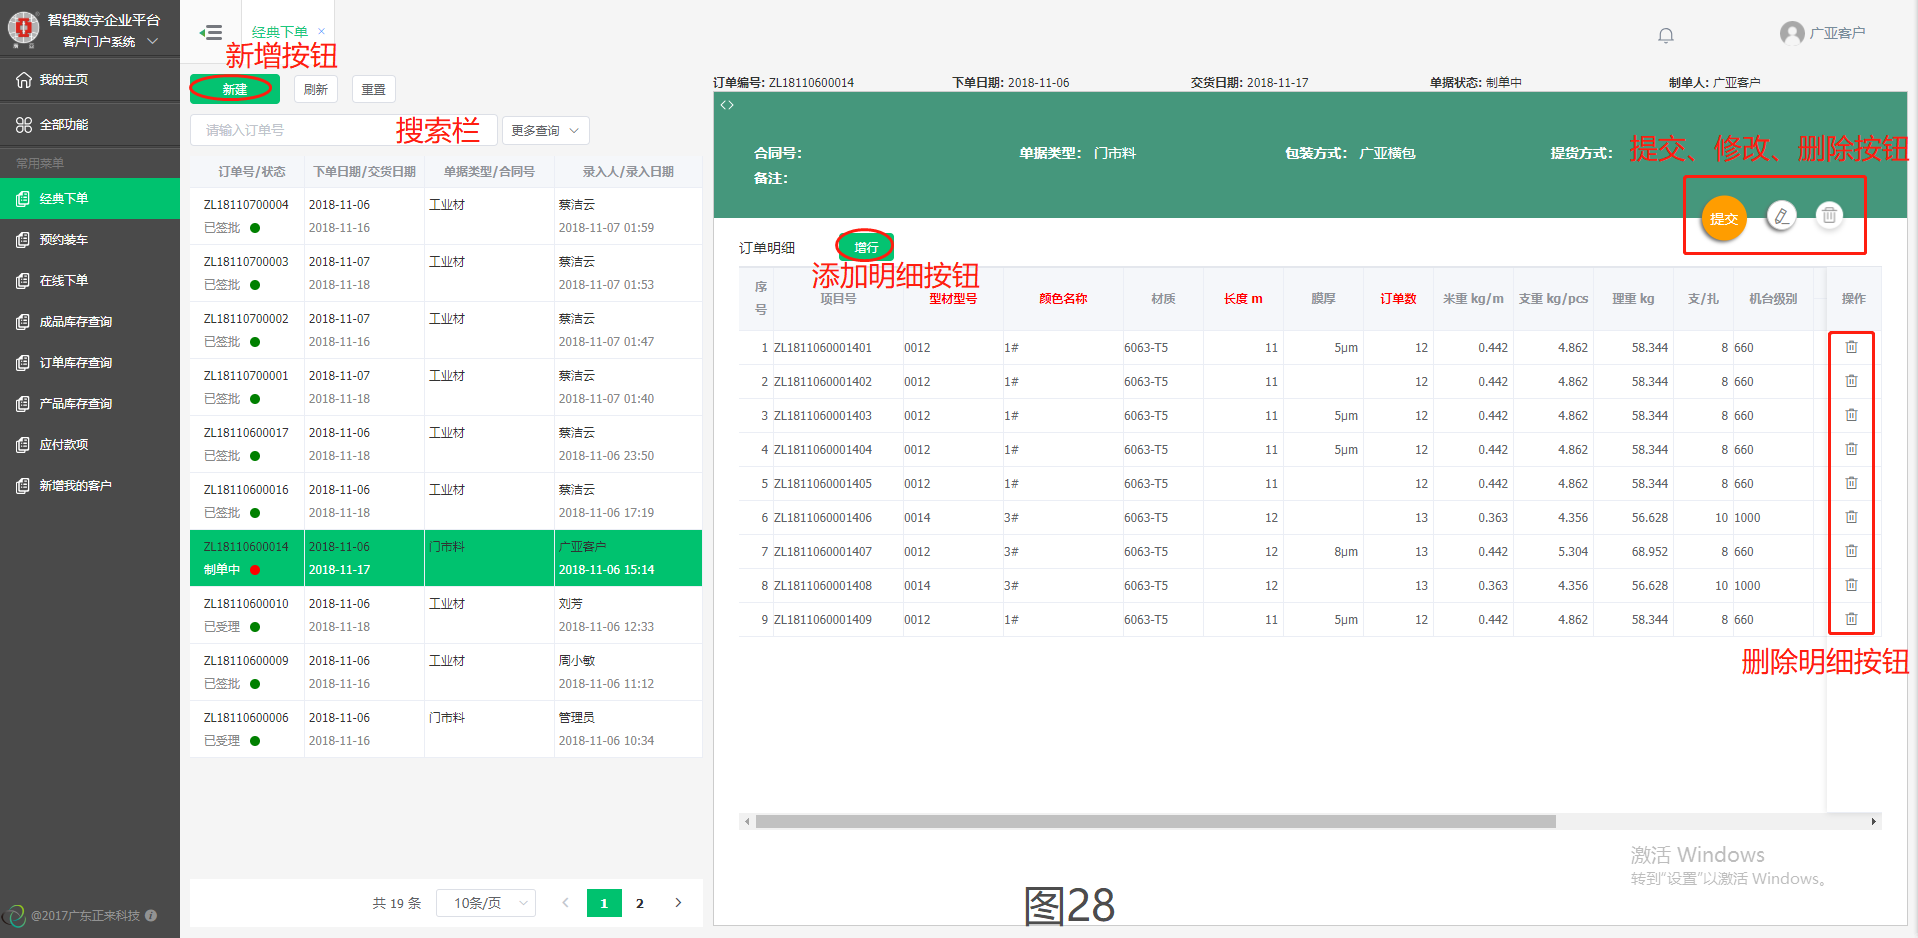 智铝数字企业平台
客户门户系统
我的主页
全部功能
常用菜单
经典下单
预约装车
在线下单
成品库存查询
订单库存查询
产品库存查询
应付款项
新增我的客户
@2017广东正来科技
经典下单 ×
新增按钮
新建 刷新 重置
请输入订单号 搜索栏 更多查询
订单号/状态 下单日期/交货日期 单据类型/合同号 录入人/录入日期
ZL18110700004 2018-11-06 工业材 蔡洁云
已签批 2018-11-16 2018-11-07 01:59
ZL18110700003 2018-11-07 工业材 蔡洁云
已签批 2018-11-18 2018-11-07 01:53
ZL18110700002 2018-11-07 工业材 蔡洁云
已签批 2018-11-16 2018-11-07 01:47
ZL18110700001 2018-11-07 工业材 蔡洁云
已签批 2018-11-18 2018-11-07 01:40
ZL18110600017 2018-11-06 工业材 蔡洁云
已签批 2018-11-18 2018-11-06 23:50
ZL18110600016 2018-11-06 工业材 蔡洁云
已签批 2018-11-18 2018-11-06 17:19
ZL18110600014 2018-11-06 门市料 广亚客户
制单中 2018-11-17 2018-11-06 15:14
ZL18110600010 2018-11-06 工业材 刘芳
已受理 2018-11-18 2018-11-06 12:33
ZL18110600009 2018-11-06 工业材 周小敏
已签批 2018-11-16 2018-11-06 11:12
ZL18110600006 2018-11-06 门市料 管理员
已受理 2018-11-16 2018-11-06 10:34
共 19 条 10条/页 1 2
广亚客户
订单编号: ZL18110600014 下单日期: 2018-11-06 交货日期: 2018-11-17 单据状态: 制单中 制单人: 广亚客户
合同号: 单据类型: 门市料 包装方式: 广亚横包 提货方式:
备注:
提交、修改、删除按钮
提交
订单明细 增行
添加明细按钮
序号 项目号 型材型号 颜色名称 材质 长度 m 膜厚 订单数 米重 kg/m 支重 kg/pcs 理重 kg 支/扎 机台级别 操作
1 ZL1811060001401 0012 1# 6063-T5 11 5μm 12 0.442 4.862 58.344 8 660
2 ZL1811060001402 0012 1# 6063-T5 11 12 0.442 4.862 58.344 8 660
3 ZL1811060001403 0012 1# 6063-T5 11 5μm 12 0.442 4.862 58.344 8 660
4 ZL1811060001404 0012 1# 6063-T5 11 5μm 12 0.442 4.862 58.344 8 660
5 ZL1811060001405 0012 1# 6063-T5 11 12 0.442 4.862 58.344 8 660
6 ZL1811060001406 0014 3# 6063-T5 12 13 0.363 4.356 56.628 10 1000
7 ZL1811060001407 0012 3# 6063-T5 12 8μm 13 0.442 5.304 68.952 8 660
8 ZL1811060001408 0014 3# 6063-T5 12 13 0.363 4.356 56.628 10 1000
9 ZL1811060001409 0012 1# 6063-T5 11 5μm 12 0.442 4.862 58.344 8 660
删除明细按钮
激活 Windows
转到"设置"以激活 Windows。
图28